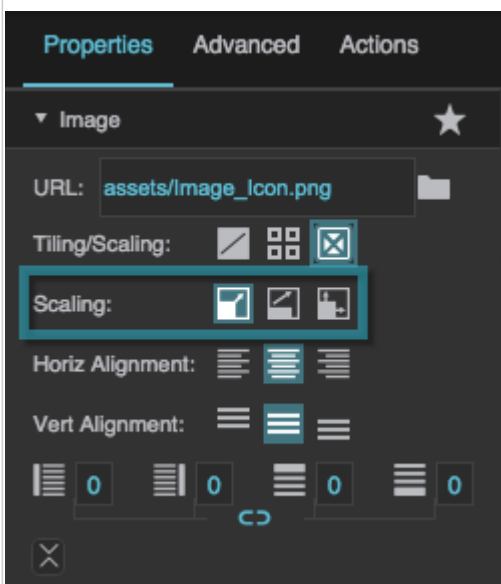 Properties Advanced Actions
Image
URL: assets/Image_Icon.png
Tiling/Scaling:
Scaling:
Horiz Alignment:
Vert Alignment:
0 0 0 0